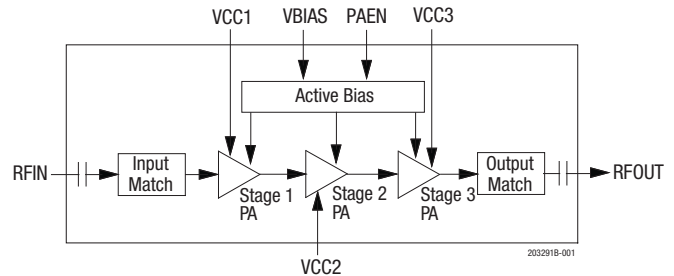 VCC1
VBIAS
PAEN
VCC3
Active Bias
RFIN
Input
Match
Stage 1
PA
Stage 2
PA
Stage 3
PA
Output
Match
RFOUT
203291B-001
VCC2